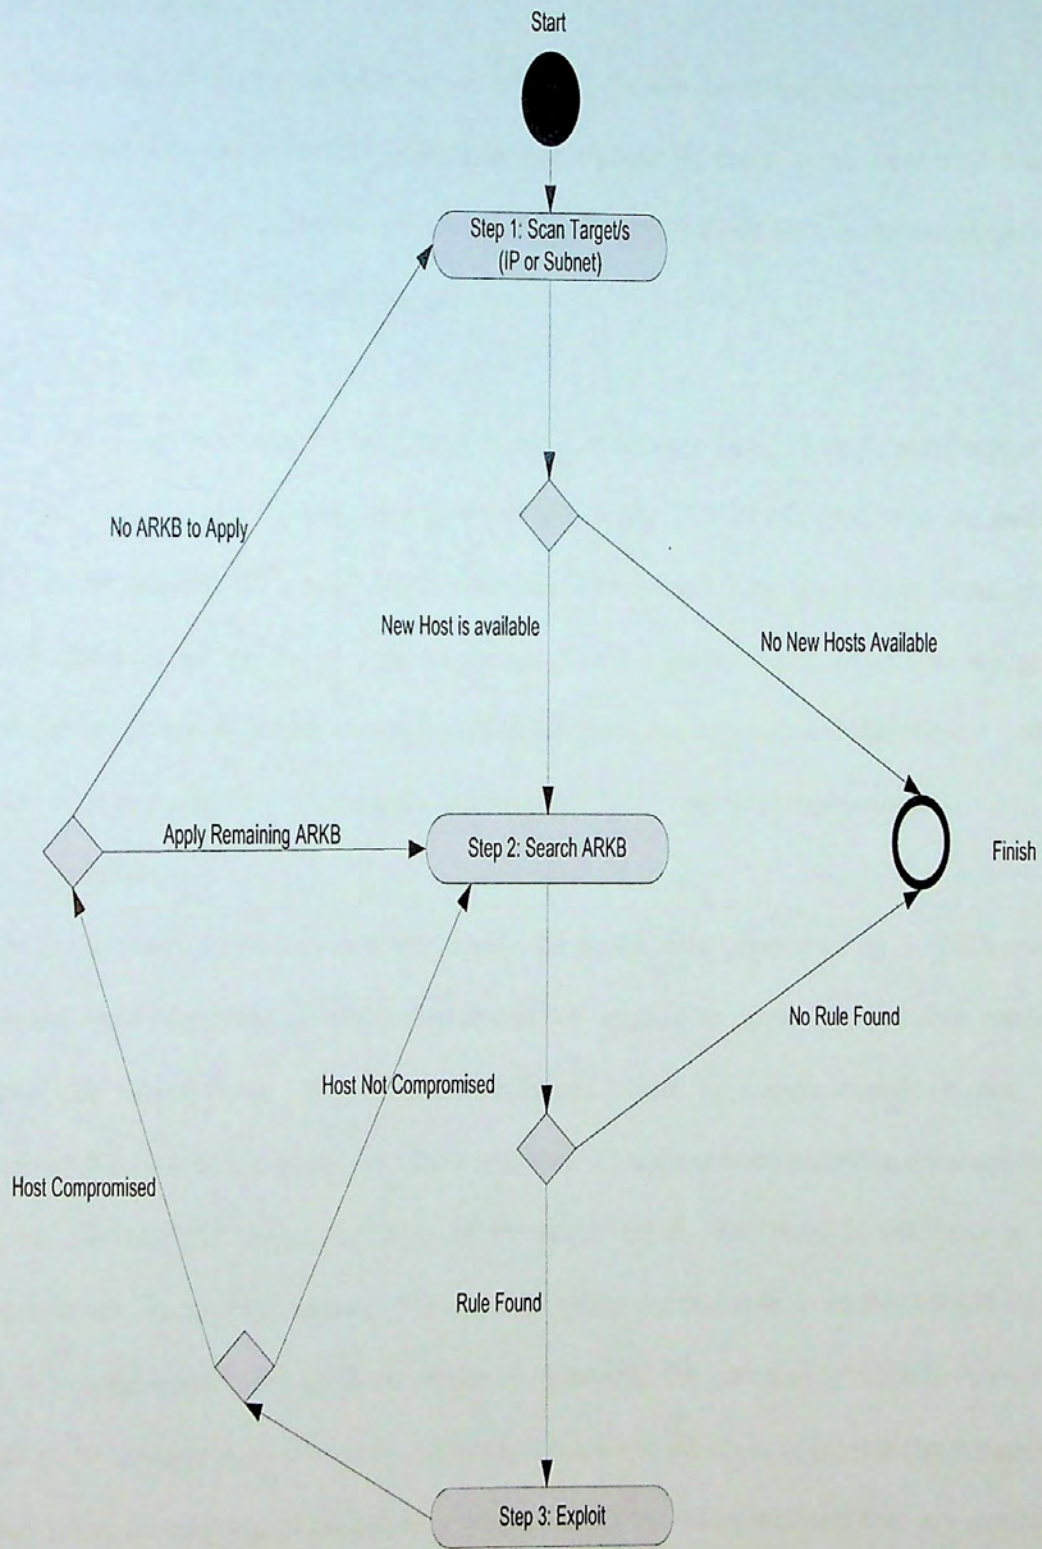 Start
Step 1: Scan Target/s
(IP or Subnet)
No ARKB to Apply
New Host is available
No New Hosts Available
Apply Remaining ARKB
Step 2: Search ARKB
Finish
No Rule Found
Host Not Compromised
Host Compromised
Rule Found
Step 3: Exploit